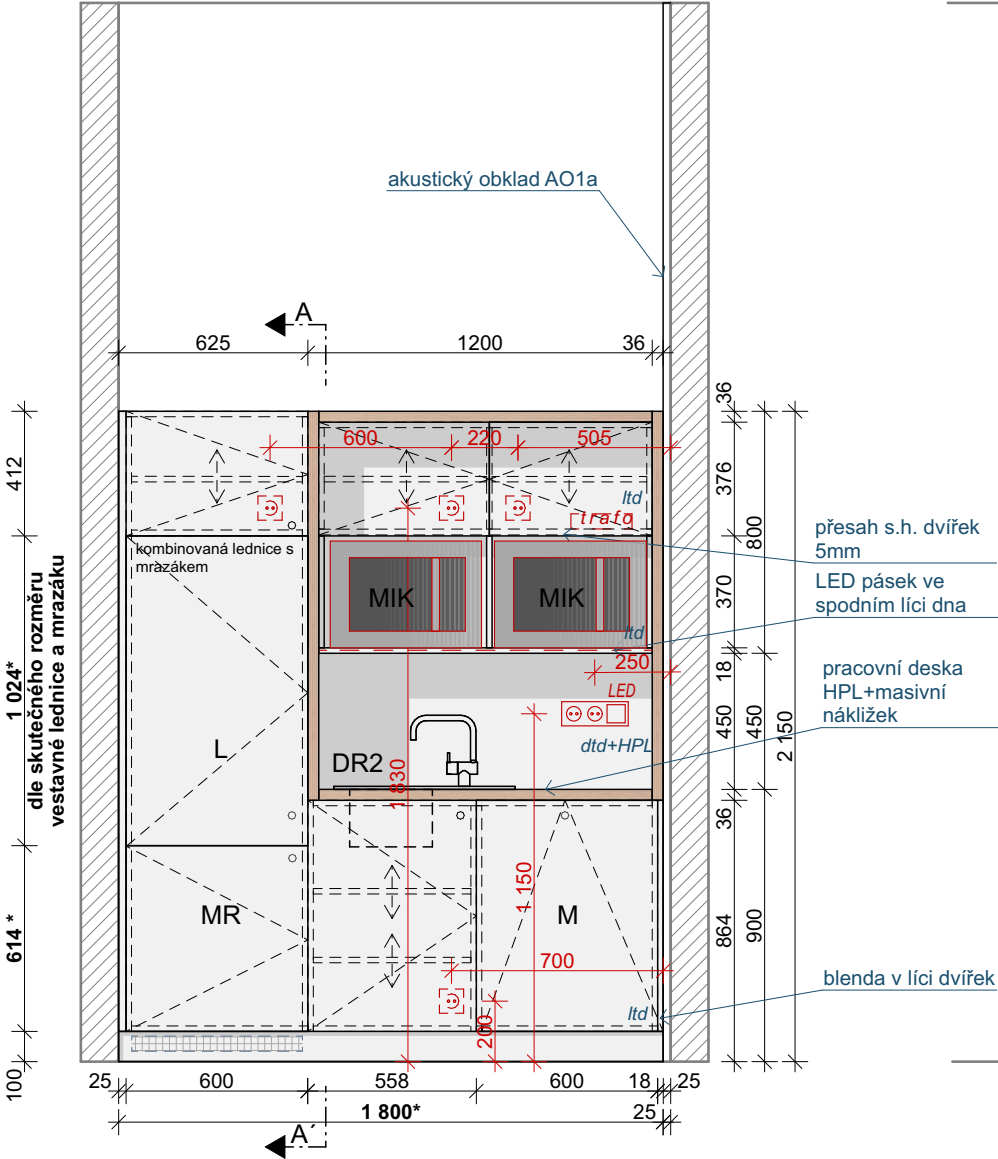 akustický obklad AO1a
A
625
1200
36
412
1 024*
dle skutečného rozměru
vestavné lednice a mrazáku
614 *
100
600
220
505
ltd
trafo
kombinovaná lednice s
mrazákem
MIK
MIK
ltd
250
LED
dtd+HPL
L
DR2
1 830
1 150
MR
M
700
200
ltd
36
376
370
18
450
36
864
800
450
900
2 150
přesah s.h. dvířek
5mm
LED pásek ve
spodním líci dna
pracovní deska
HPL+masivní
nákližek
blenda v líci dvířek
25
600
558
600
18
25
1 800*
25
A´